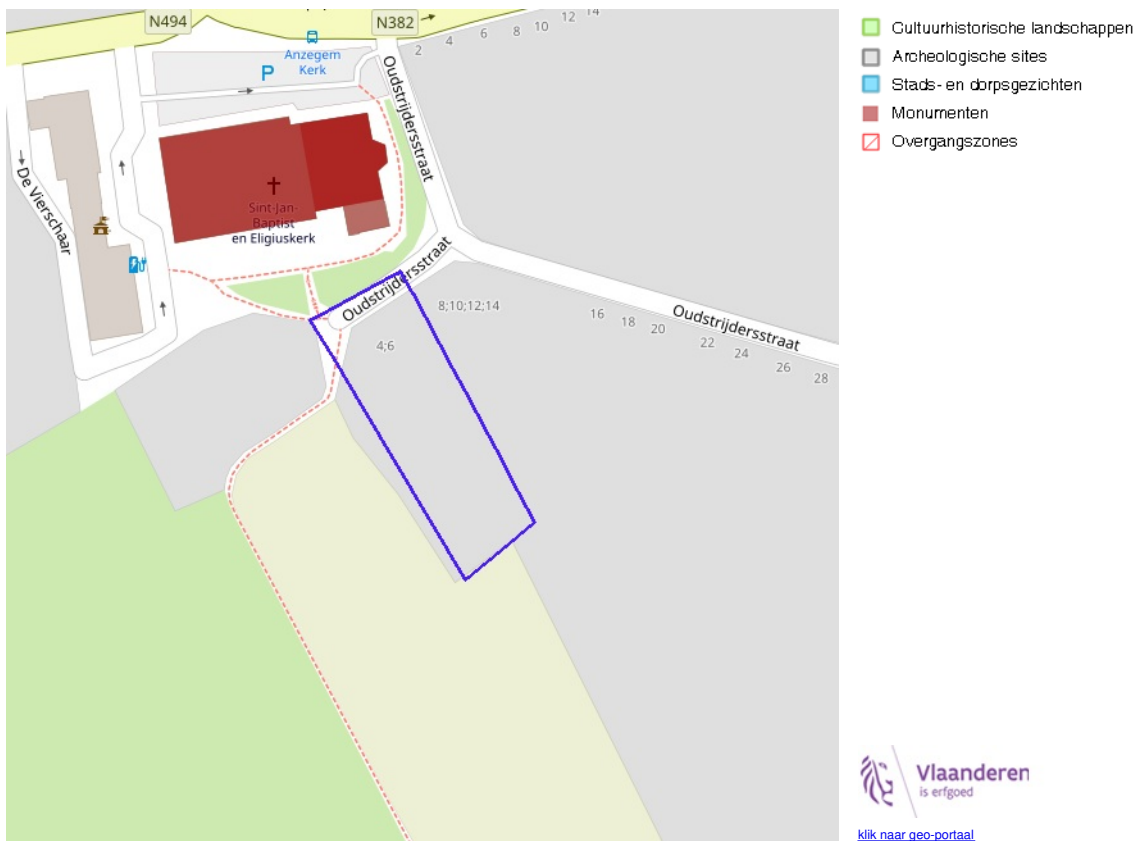 N494
N382
12
14
10
8
6
4
2
Anzegem
Kerk
P
Oudstrijdersstraat
De Vierschaar
Sint-Jan-
Baptist
en Eligiuskerk
Oudstrijdersstraat
8;10;12;14
4;6
16
18
20
Oudstrijdersstraat
22
24
26
28
Cultuurhistorische landschappen
Archeologische sites
Stads- en dorpsgezichten
Monumenten
Overgangszones
Vlaanderen
is erfgoed
klik naar geo-portaal